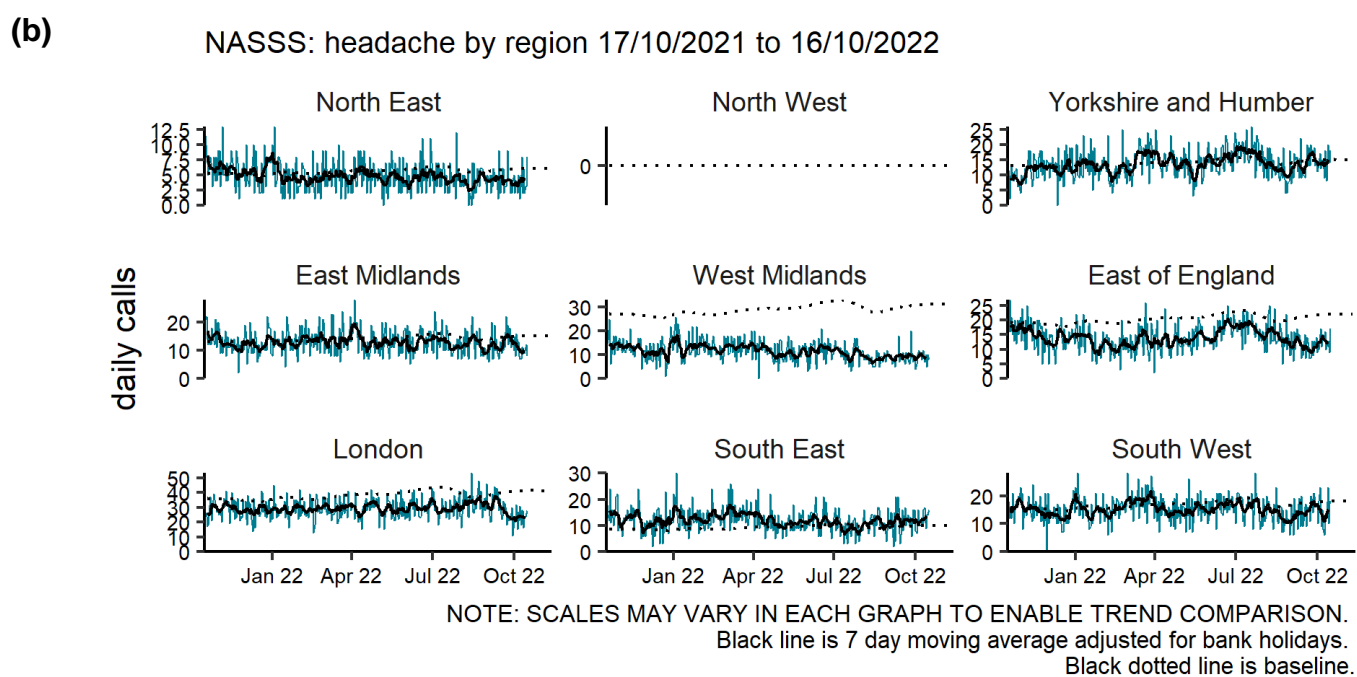 (b)
NASSS: headache by region 17/10/2021 to 16/10/2022
North East
North West
Yorkshire and Humber
12.5
10.0
7.5
5.0
2.5
0.0
0
25
20
15
10
5
0
daily calls
East Midlands
West Midlands
East of England
20
10
0
30
20
10
0
25
20
15
10
5
0
London
South East
South West
50
40
30
20
10
0
30
20
10
0
20
10
0
Jan 22 Apr 22 Jul 22 Oct 22
Jan 22 Apr 22 Jul 22 Oct 22
Jan 22 Apr 22 Jul 22 Oct 22
NOTE: SCALES MAY VARY IN EACH GRAPH TO ENABLE TREND COMPARISON.
Black line is 7 day moving average adjusted for bank holidays.
Black dotted line is baseline.